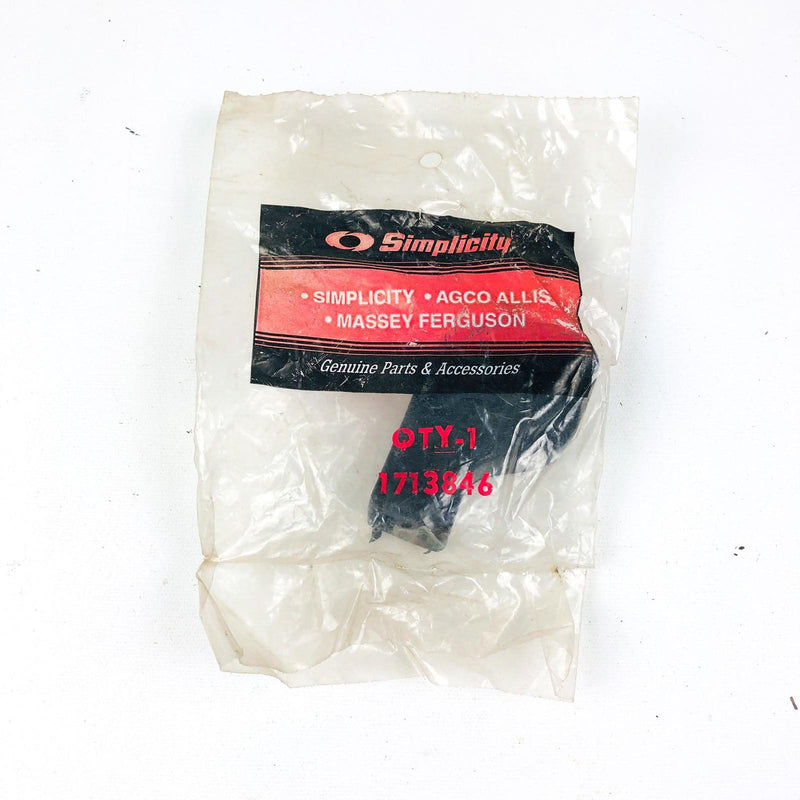 Simplicity
• SIMPLICITY • AGCO ALLIS
• MASSEY FERGUSON
Genuine Parts & Accessories
QTY-1
1713846